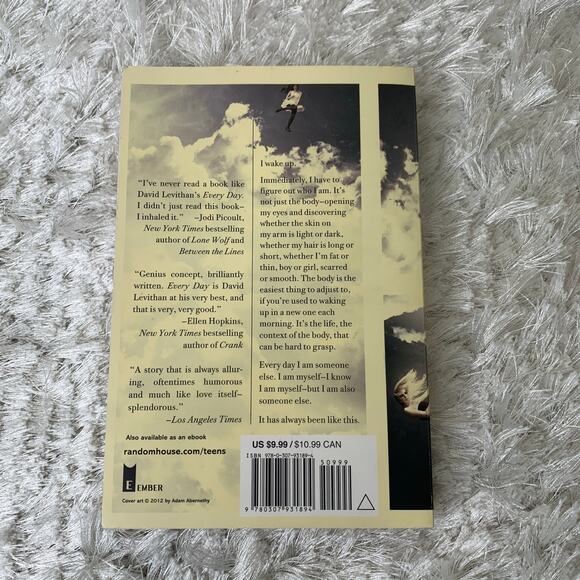 "I've never read a book like
David Levithan's Every Day.
I didn't just read this book–
I inhaled it." –Jodi Picoult,
New York Times bestselling
author of Lone Wolf and
Between the Lines
"Genius concept, brilliantly
written. Every Day is David
Levithan at his very best, and
that is very, very good."
–Ellen Hopkins,
New York Times bestselling
author of Crank
"A story that is always allur-
ing, oftentimes humorous
and much like love itself–
splendorous."
–Los Angeles Times
I wake up.
Immediately, I have to
figure out who I am. It's
not just the body–opening
my eyes and discovering
whether the skin on
my arm is light or dark,
whether my hair is long or
short, whether I'm fat or
thin, boy or girl, scarred
or smooth. The body is the
easiest thing to adjust to,
if you're used to waking
up in a new one each
morning. It's the life, the
context of the body, that
can be hard to grasp.
Every day I am someone
else. I am myself–I know
I am myself–but I am also
someone else.
It has always been like this.
Also available as an ebook
randomhouse.com/teens
E EMBER
Cover art © 2012 by Adam Abernethy
US $9.99 / $10.99 CAN
ISBN 978-0-307-93189-4
50999
9 780307 931894